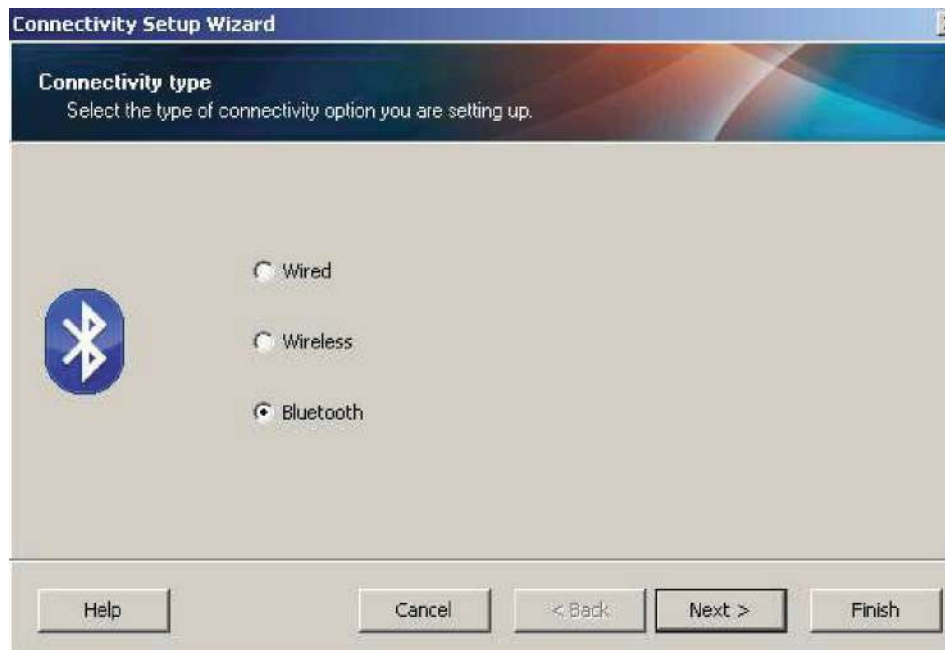 Connectivity Setup Wizard
Connectivity type
Select the type of connectivity option you are setting up.
Wired
Wireless
Bluetooth
Help
Cancel
< Back
Next >
Finish